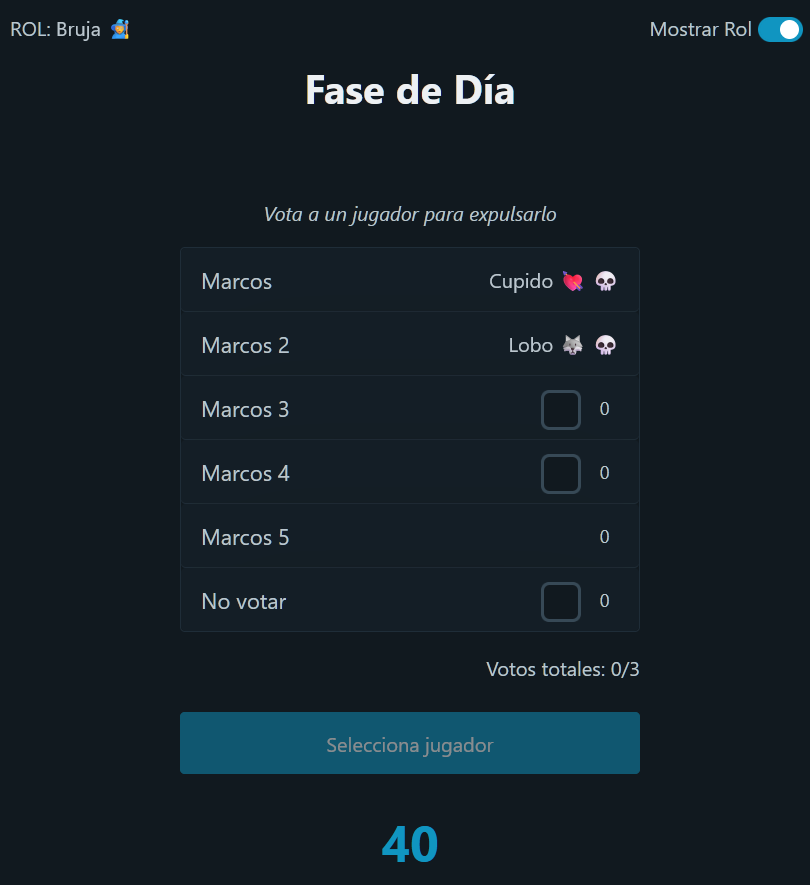 ROL: Bruja 🧙‍♀️ Mostrar Rol
Fase de Día
Vota a un jugador para expulsarlo
Marcos Cupido 💘 💀
Marcos 2 Lobo 🐺 💀
Marcos 3 0
Marcos 4 0
Marcos 5 0
No votar 0
Votos totales: 0/3
Selecciona jugador
40